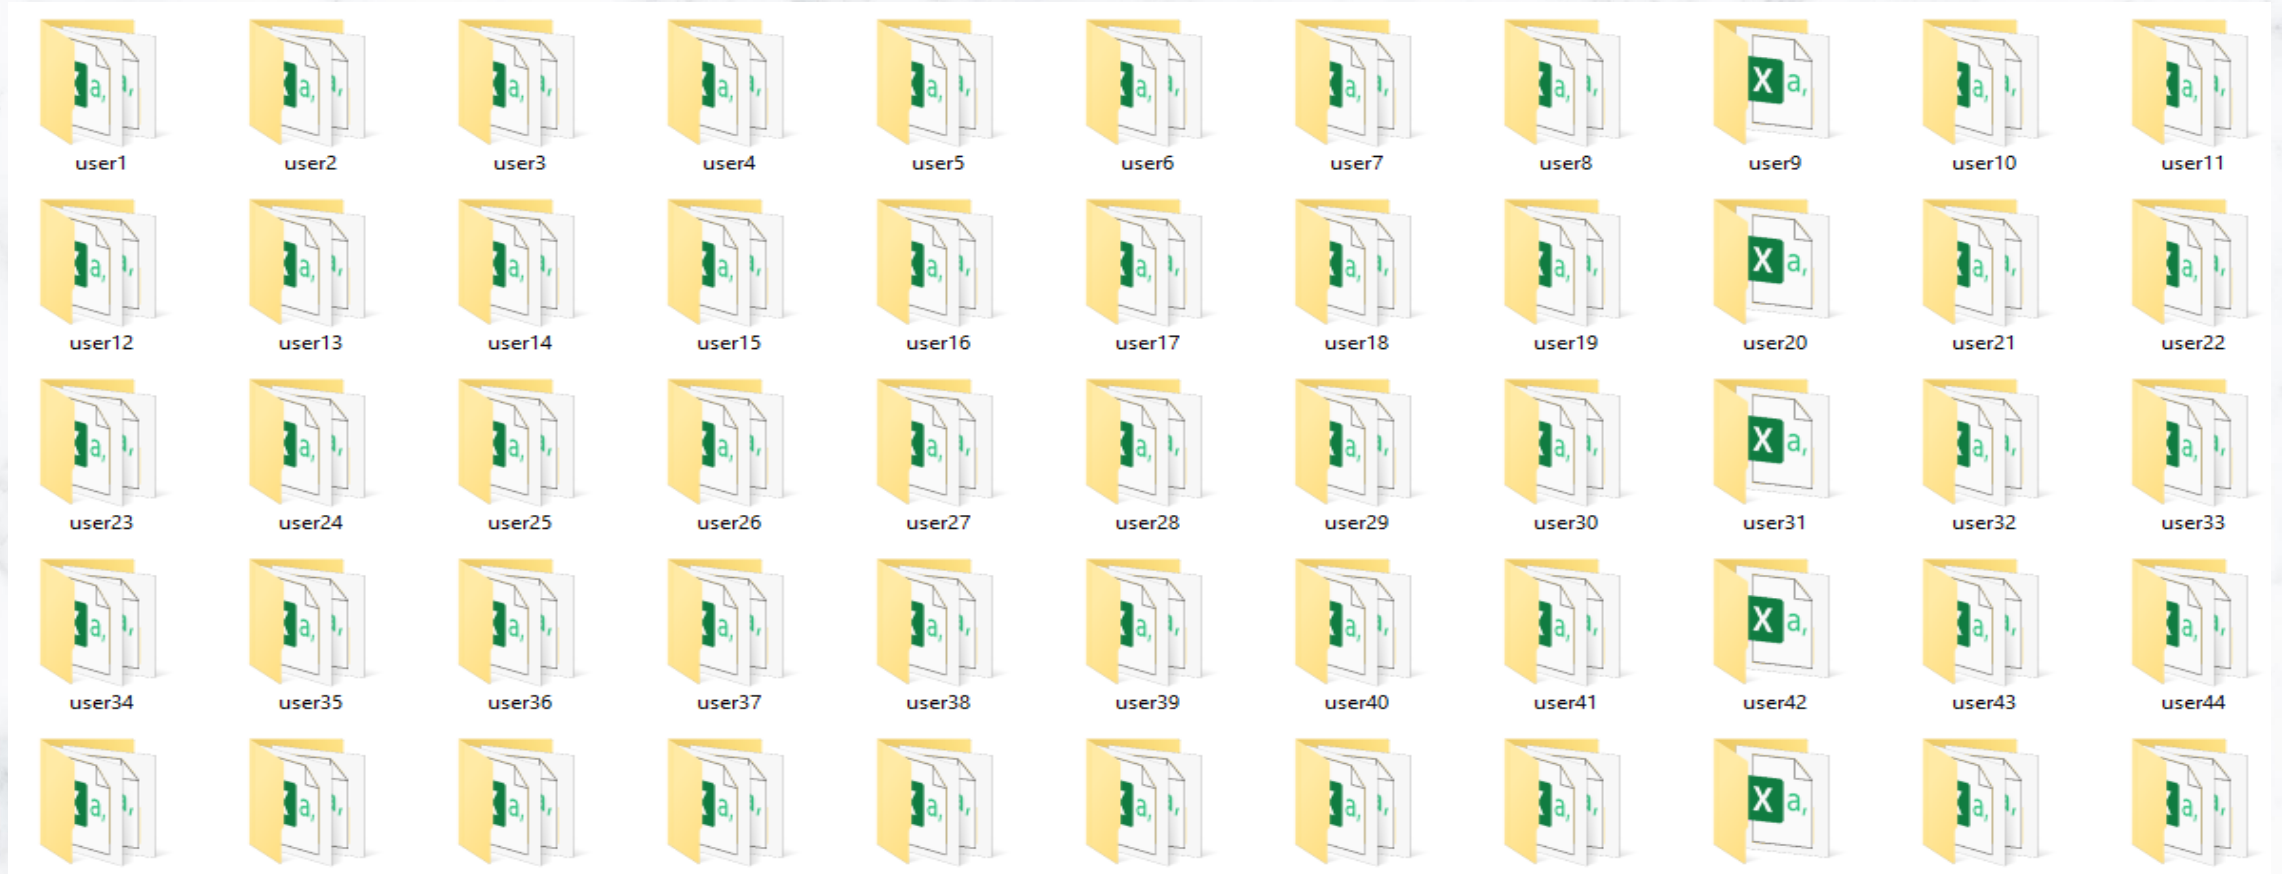 user1 user2 user3 user4 user5 user6 user7 user8 user9 user10 user11
user12 user13 user14 user15 user16 user17 user18 user19 user20 user21 user22
user23 user24 user25 user26 user27 user28 user29 user30 user31 user32 user33
user34 user35 user36 user37 user38 user39 user40 user41 user42 user43 user44